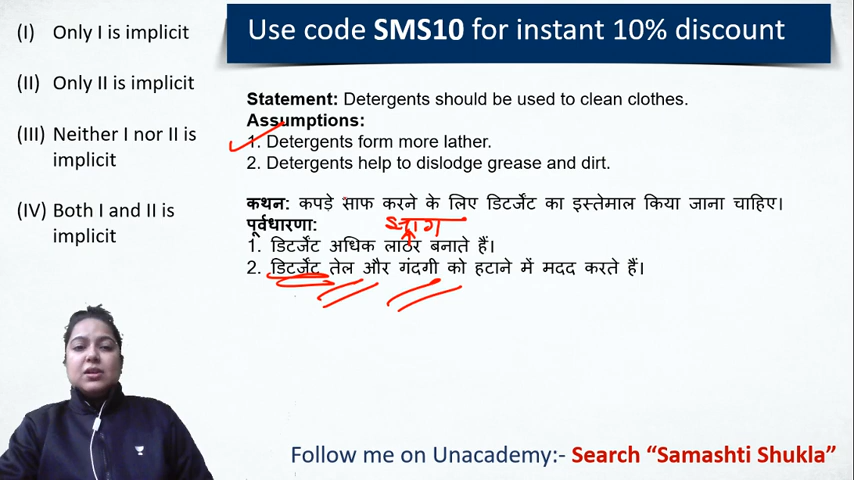 (I) Only I is implicit
(II) Only II is implicit
(III) Neither I nor II is
implicit
(IV) Both I and II is
implicit
Use code SMS10 for instant 10% discount
Statement: Detergents should be used to clean clothes.
Assumptions:
1. Detergents form more lather.
2. Detergents help to dislodge grease and dirt.
कथन: कपड़े साफ करने के लिए डिटर्जेंट का इस्तेमाल किया जाना चाहिए।
पूर्वधारणा:
झाग
1. डिटर्जेंट अधिक लाठर बनाते हैं।
2. डिटर्जेंट तेल और गंदगी को हटाने में मदद करते हैं।
Follow me on Unacademy:- Search “Samashti Shukla”